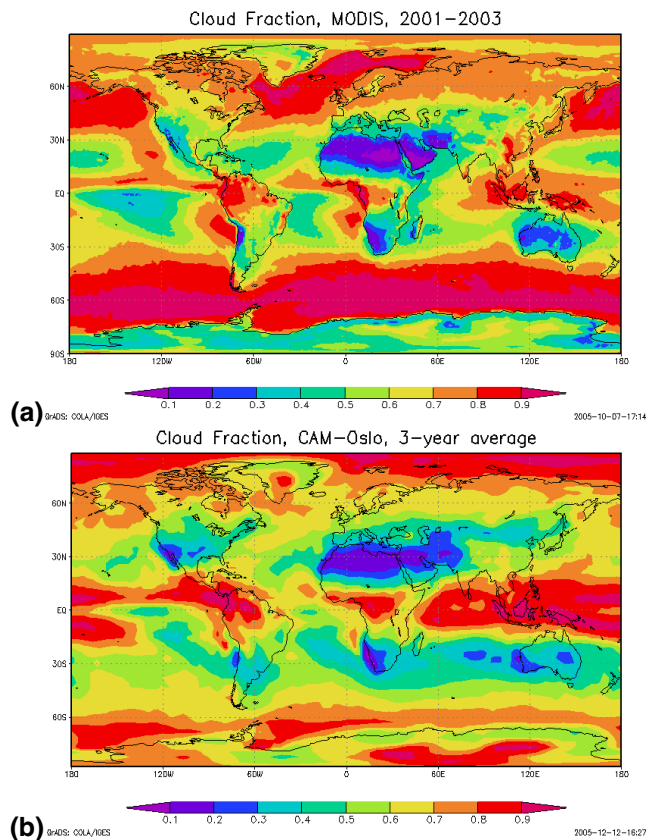 Cloud Fraction, MODIS, 2001-2003
60N
30N
EQ
30S
60S
90S
180 120W 60W 0 60E 120E 180
0.1 0.2 0.3 0.4 0.5 0.6 0.7 0.8 0.9
(a) GrADS: COLA/IGES 2005-10-07-17:14
Cloud Fraction, CAM-Oslo, 3-year average
60N
30N
EQ
30S
60S
180 120W 60W 0 60E 120E 180
0.1 0.2 0.3 0.4 0.5 0.6 0.7 0.8 0.9
(b) GrADS: COLA/IGES 2005-12-12-16:27